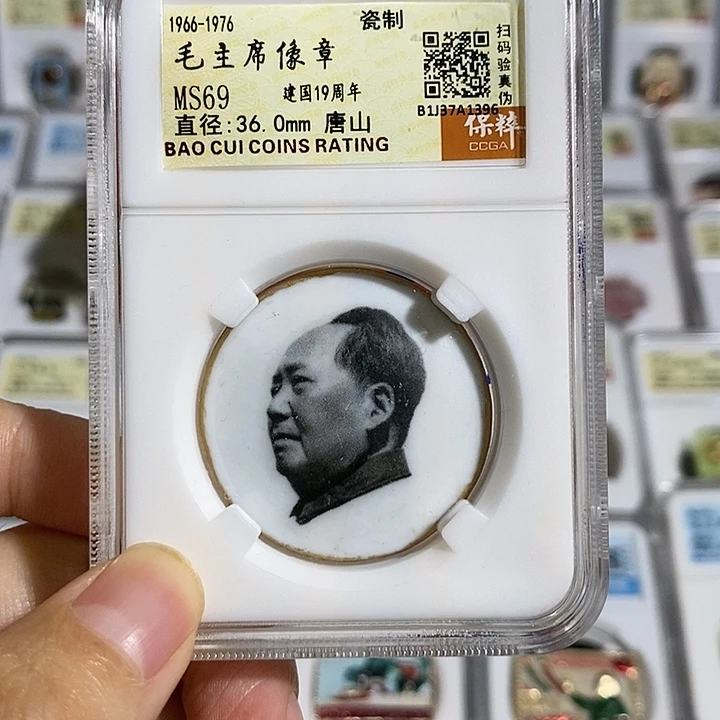 1966-1976 瓷制
毛主席像章
MS69 建国19周年
直径:36.0mm 唐山
BAO CUI COINS RATING
扫码验真伪
B1J37A1396
保粹
CCGA